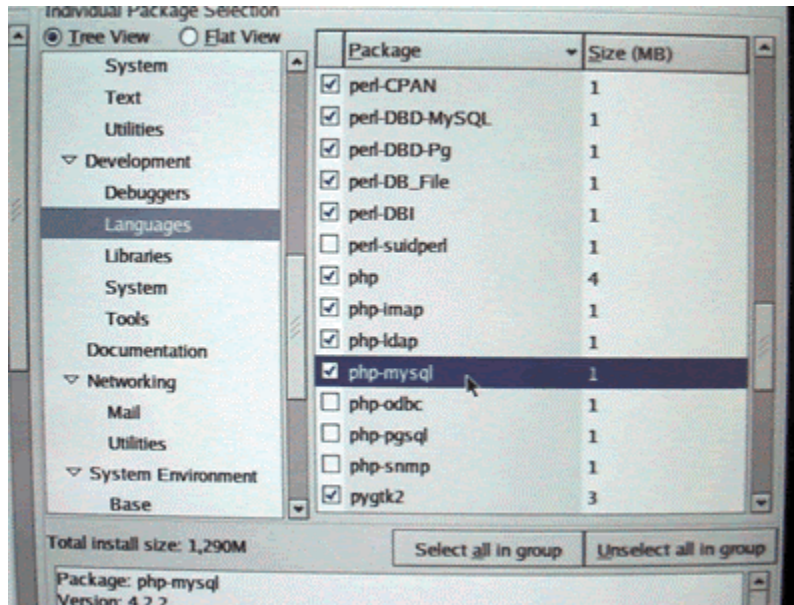 Individual Package Selection
Tree View Flat View
System
Text
Utilities
Development
Debuggers
Languages
Libraries
System
Tools
Documentation
Networking
Mail
Utilities
System Environment
Base
Package Size (MB)
perl-CPAN 1
perl-DBD-MySQL 1
perl-DBD-Pg 1
perl-DB_File 1
perl-DBI 1
perl-suidperl 1
php 4
php-imap 1
php-ldap 1
php-mysql 1
php-odbc 1
php-pgsql 1
php-snmp 1
pygtk2 3
Total install size: 1,290M
Select all in group Unselect all in group
Package: php-mysql
Version: 4.2.2